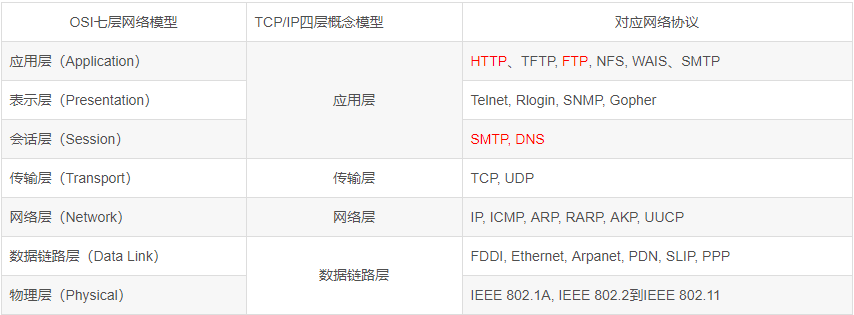 OSI七层网络模型 TCP/IP四层概念模型 对应网络协议
应用层（Application） HTTP、TFTP, FTP, NFS, WAIS、SMTP
表示层（Presentation） 应用层 Telnet, Rlogin, SNMP, Gopher
会话层（Session） SMTP, DNS
传输层（Transport） 传输层 TCP, UDP
网络层（Network） 网络层 IP, ICMP, ARP, RARP, AKP, UUCP
数据链路层（Data Link） FDDI, Ethernet, Arpanet, PDN, SLIP, PPP
数据链路层
物理层（Physical） IEEE 802.1A, IEEE 802.2到IEEE 802.11